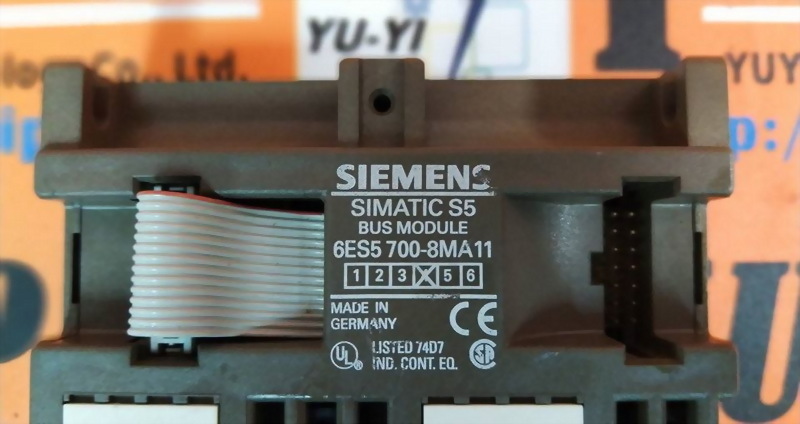 YU-YI
Co., Ltd.
YUY
SIEMENS
SIMATIC S5
BUS MODULE
6ES5 700-8MA11
1 2 3 X 5 6
MADE IN
GERMANY
CE
UL LISTED 74D7
IND. CONT. EQ.